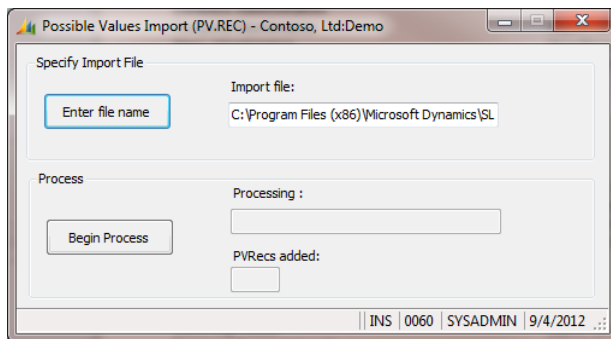 Possible Values Import (PV.REC) - Contoso, Ltd:Demo
Specify Import File
Import file:
Enter file name
C:\Program Files (x86)\Microsoft Dynamics\SL
Process
Processing :
Begin Process
PVRecs added:
INS 0060 SYSADMIN 9/4/2012